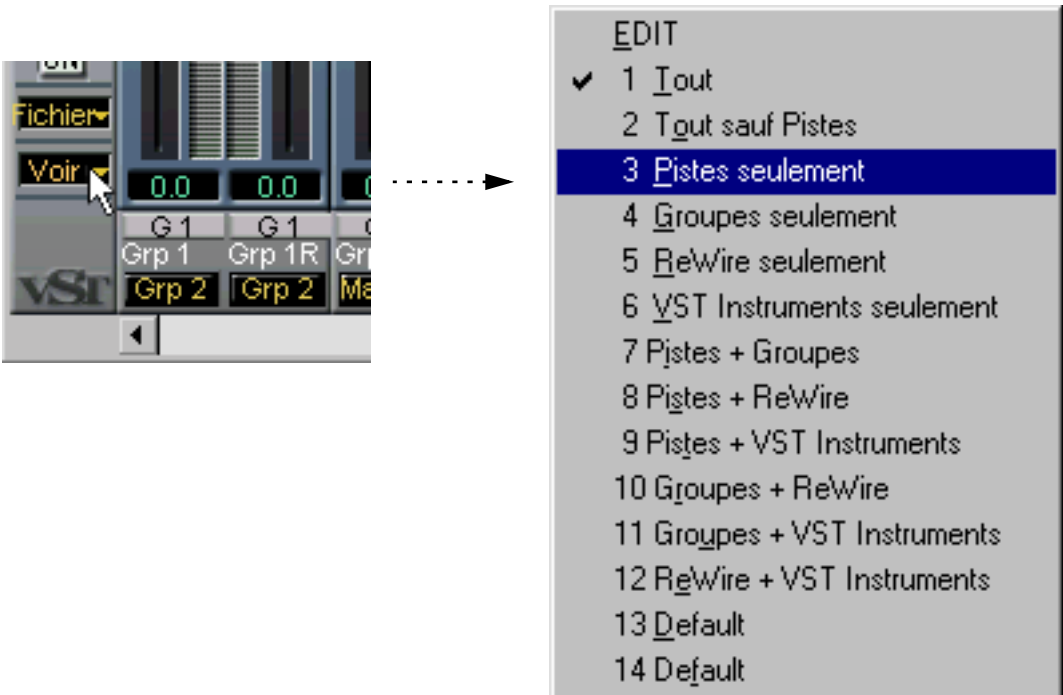 ON
Fichier
Voir
0.0 0.0
G 1 G 1
Grp 1 Grp 1R
Grp 2 Grp 2
VST
EDIT
✓ 1 Tout
2 Tout sauf Pistes
3 Pistes seulement
4 Groupes seulement
5 ReWire seulement
6 VST Instruments seulement
7 Pistes + Groupes
8 Pistes + ReWire
9 Pistes + VST Instruments
10 Groupes + ReWire
11 Groupes + VST Instruments
12 ReWire + VST Instruments
13 Default
14 Default